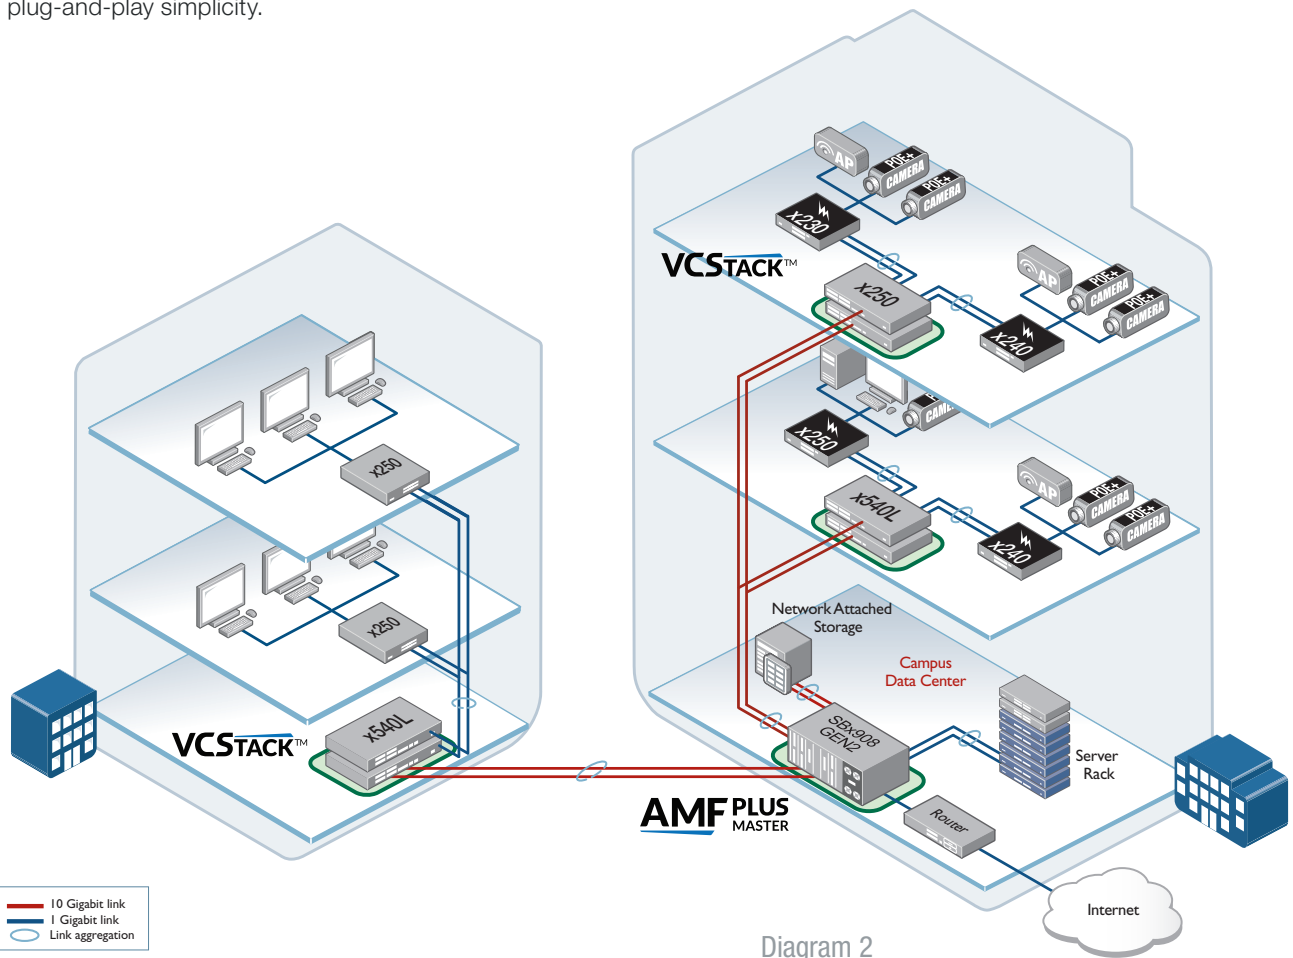 plug-and-play simplicity.
AP
POE+
CAMERA
POE+
CAMERA
x230
VCSTACK™
x250
AP
POE+
CAMERA
POE+
CAMERA
x240
x250
x540L
AP
POE+
CAMERA
POE+
CAMERA
x240
x250
x250
Network Attached
Storage
Campus
Data Center
SBx908
GEN2
Server
Rack
VCSTACK™
x540L
AMF PLUS
MASTER
Router
Internet
10 Gigabit link
1 Gigabit link
Link aggregation
Diagram 2